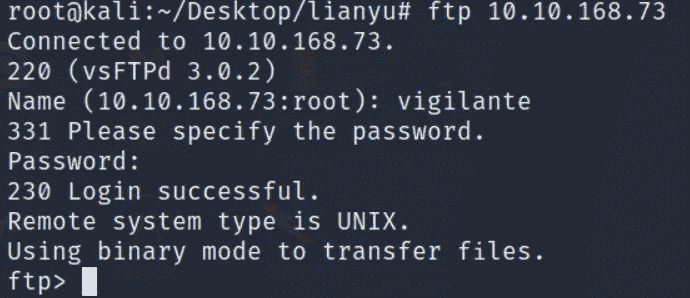 root@kali:~/Desktop/lianyu# ftp 10.10.168.73
Connected to 10.10.168.73.
220 (vsFTPd 3.0.2)
Name (10.10.168.73:root): vigilante
331 Please specify the password.
Password:
230 Login successful.
Remote system type is UNIX.
Using binary mode to transfer files.
ftp>